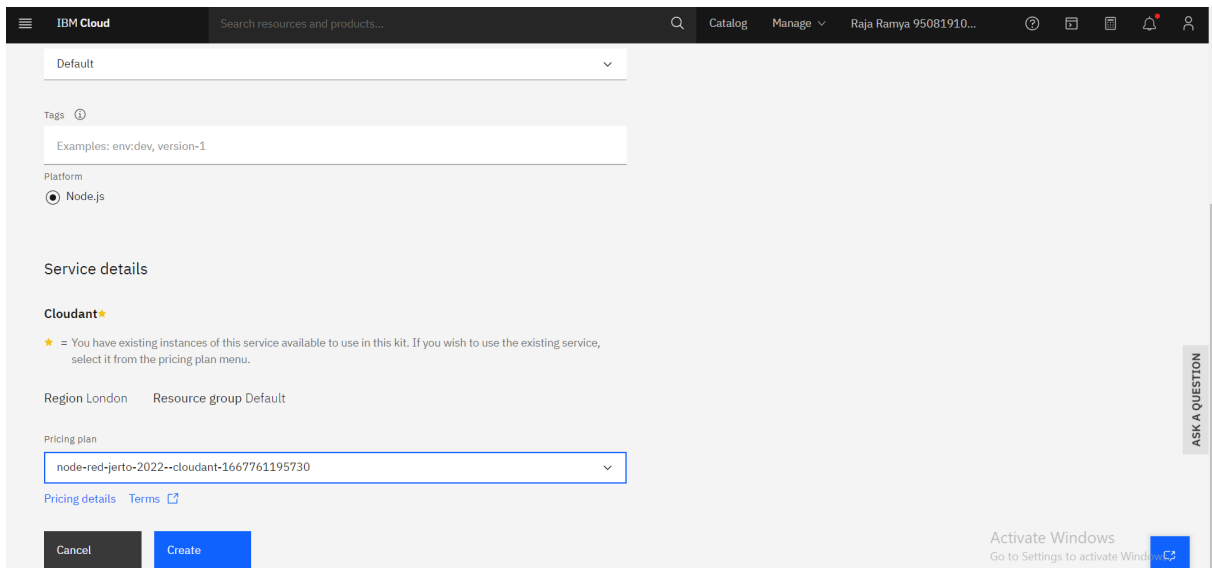 IBM Cloud
Search resources and products...
Catalog
Manage
Raja Ramya 95081910...
Default
Tags
Examples: env:dev, version-1
Platform
Node.js
Service details
Cloudant
= You have existing instances of this service available to use in this kit. If you wish to use the existing service,
select it from the pricing plan menu.
Region London Resource group Default
Pricing plan
node-red-jerto-2022--cloudant-1667761195730
Pricing details Terms
Cancel
Create
ASK A QUESTION
Activate Windows
Go to Settings to activate Windows.